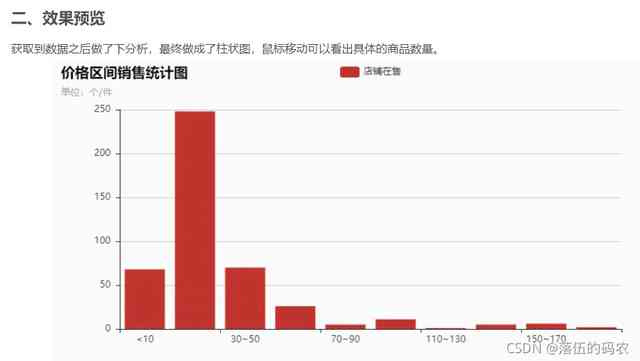 二、效果预览
获取到数据之后做了下分析，最终做成了柱状图，鼠标移动可以看出具体的商品数量。
价格区间销售统计图
店铺在售
单位：个/件
250
200
150
100
50
0
<10 30~50 70~90 110~130 150~170
CSDN @落伍的码农